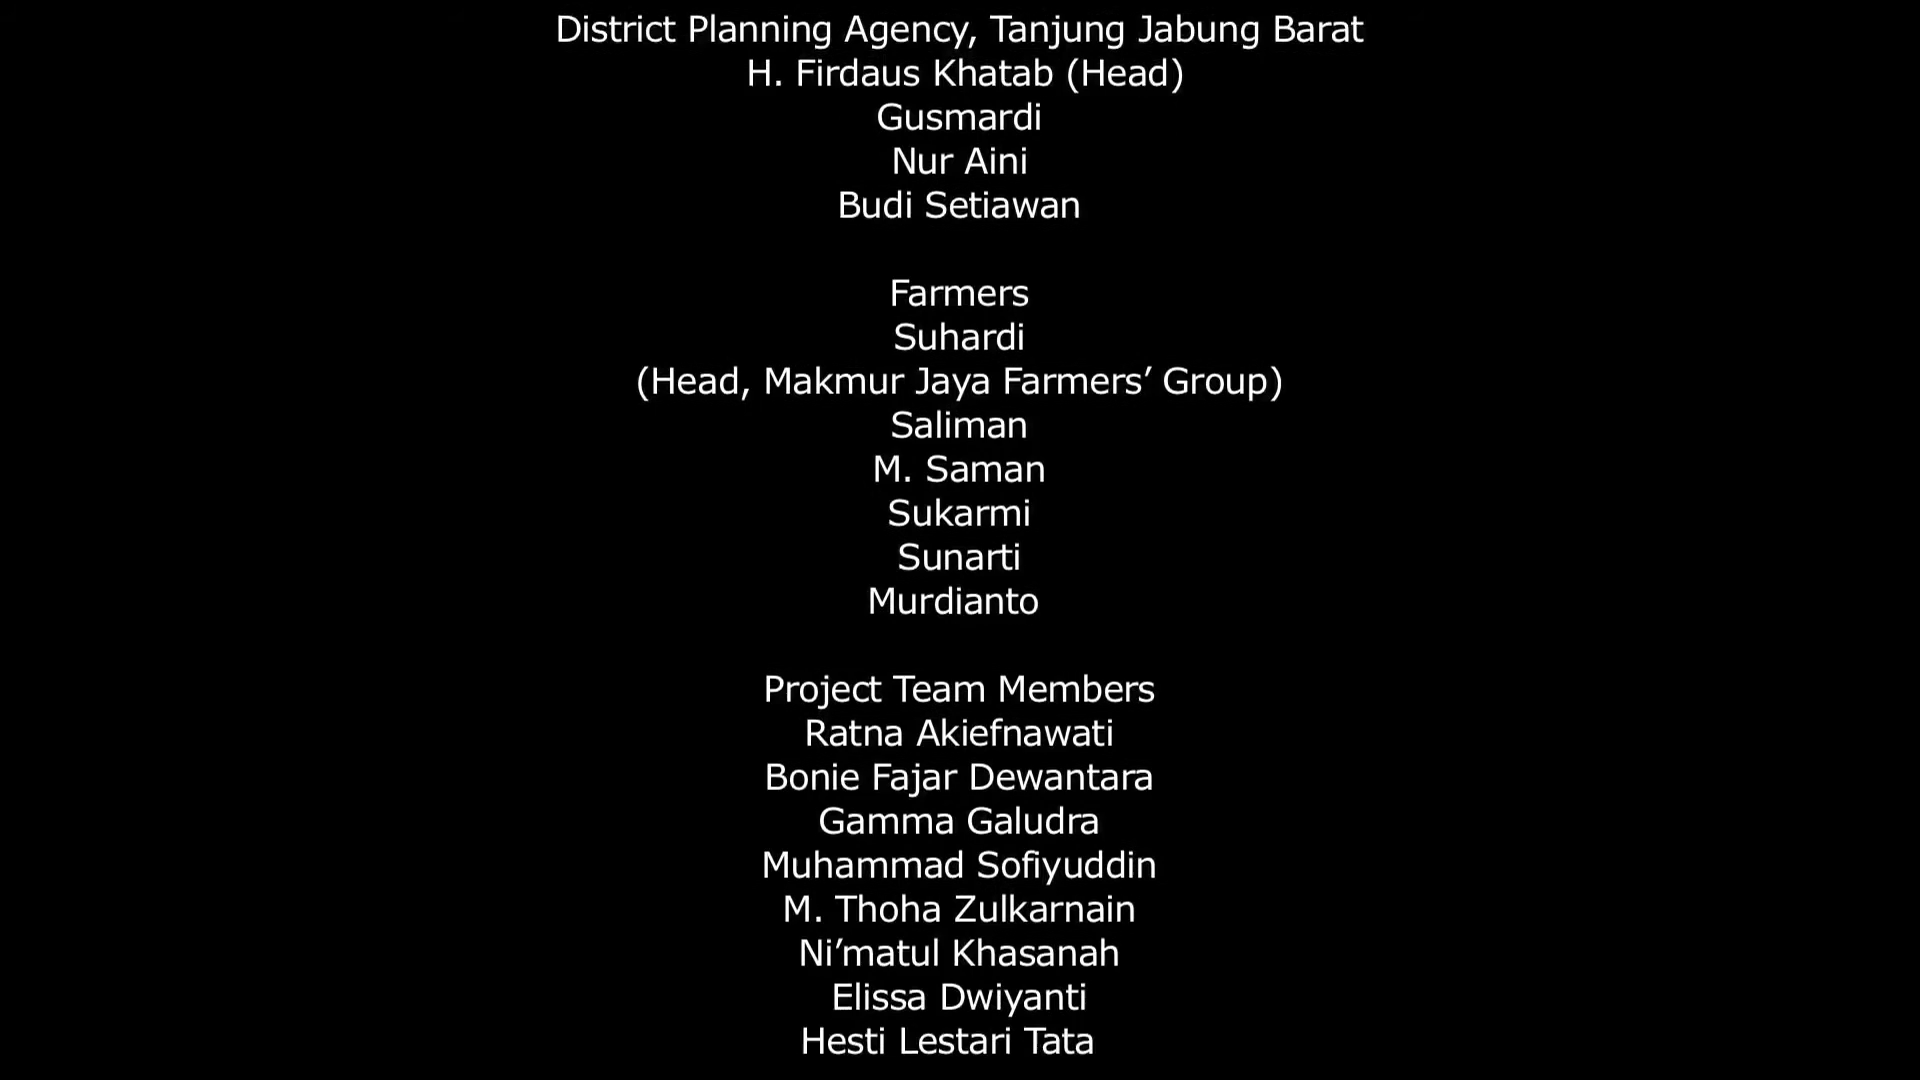 District Planning Agency, Tanjung Jabung Barat
H. Firdaus Khatab (Head)
Gusmardi
Nur Aini
Budi Setiawan
Farmers
Suhardi
(Head, Makmur Jaya Farmers’ Group)
Saliman
M. Saman
Sukarmi
Sunarti
Murdianto
Project Team Members
Ratna Akiefnawati
Bonie Fajar Dewantara
Gamma Galudra
Muhammad Sofiyuddin
M. Thoha Zulkarnain
Ni’matul Khasanah
Elissa Dwiyanti
Hesti Lestari Tata